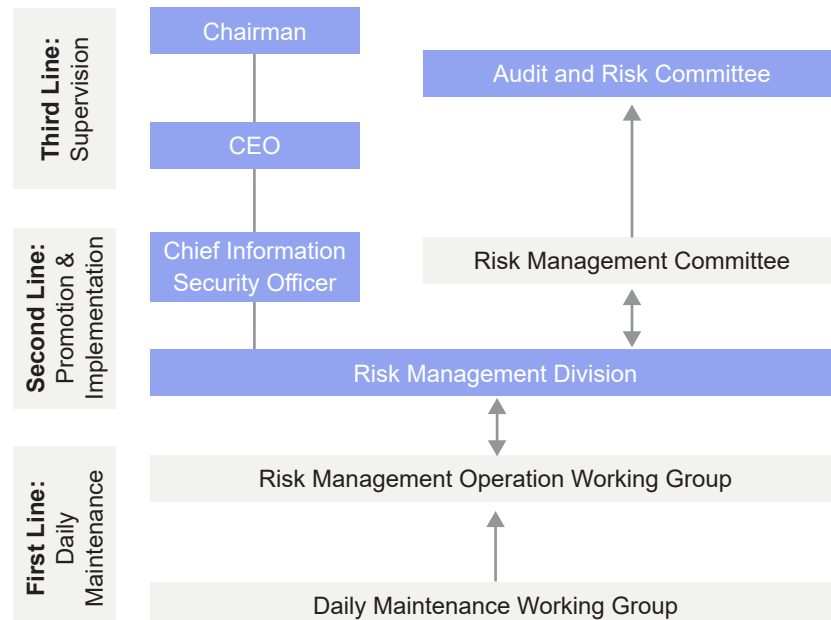 Third Line:
Supervision
Chairman
Audit and Risk Committee
CEO
Second Line:
Promotion &
Implementation
Chief Information
Security Officer
Risk Management Committee
Risk Management Division
First Line:
Daily
Maintenance
Risk Management Operation Working Group
Daily Maintenance Working Group